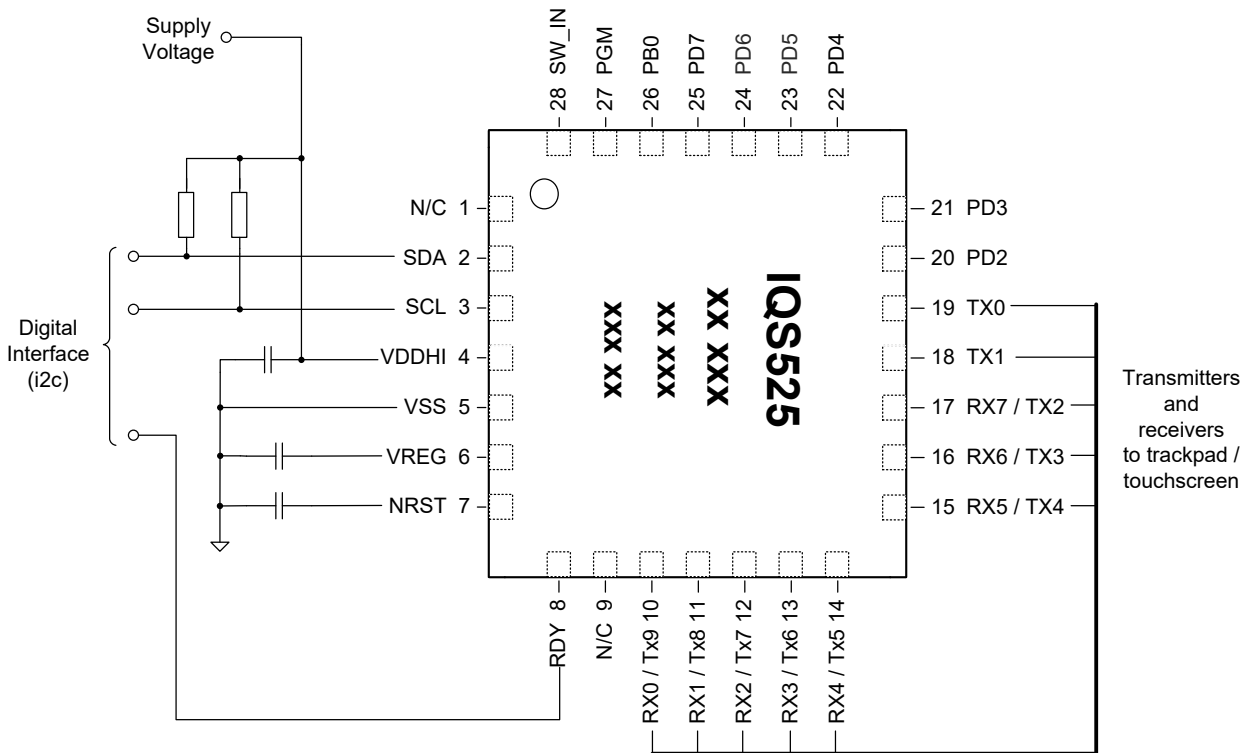 Supply
Voltage
28 SW_IN
27 PGM
26 PB0
25 PD7
24 PD6
23 PD5
22 PD4
N/C 1
SDA 2
SCL 3
VDDHI 4
VSS 5
VREG 6
NRST 7
Digital
Interface
(i2c)
IQS525
xx xxx
xxx xx
xx xxx
21 PD3
20 PD2
19 TX0
18 TX1
17 RX7 / TX2
16 RX6 / TX3
15 RX5 / TX4
Transmitters
and
receivers
to trackpad /
touchscreen
RDY 8
N/C 9
RX0 / Tx9 10
RX1 / Tx8 11
RX2 / Tx7 12
RX3 / Tx6 13
RX4 / Tx5 14